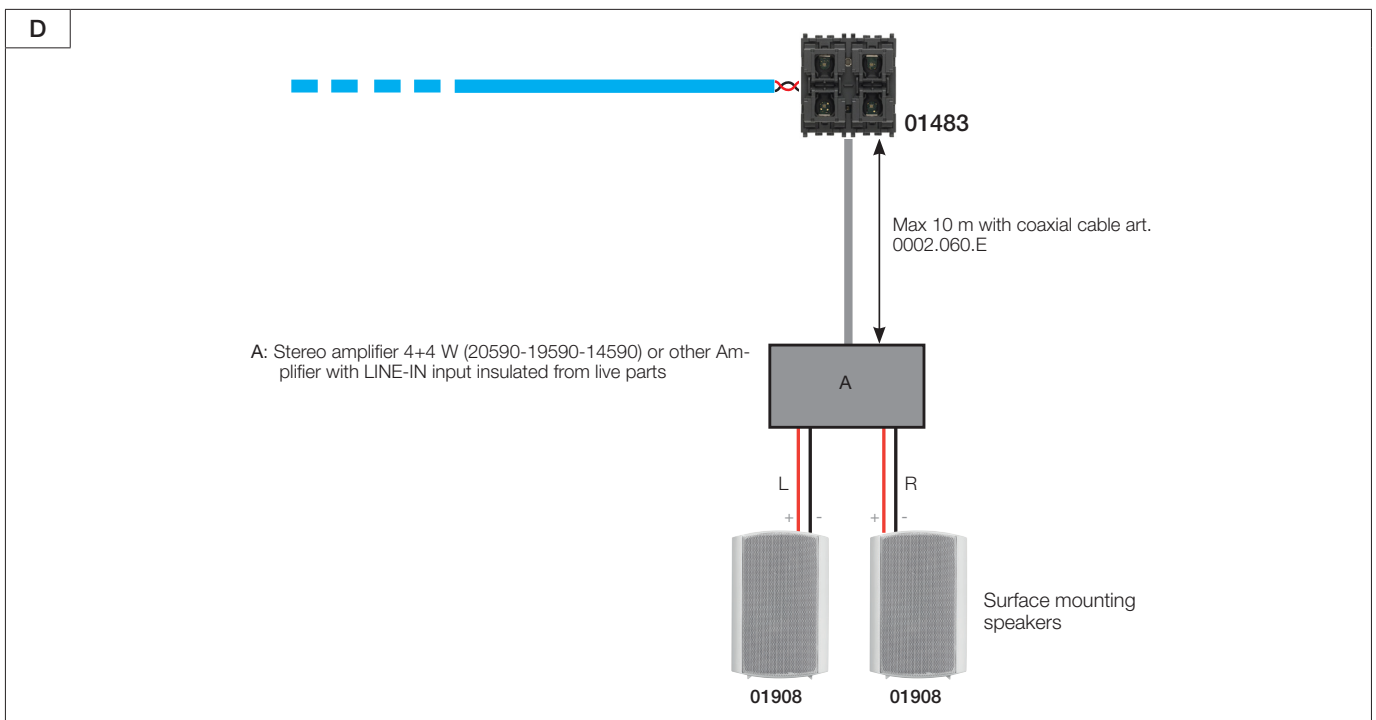 D
01483
Max 10 m with coaxial cable art.
0002.060.E
A: Stereo amplifier 4+4 W (20590-19590-14590) or other Am-
plifier with LINE-IN input insulated from live parts
A
L
R
+ -
+ -
Surface mounting
speakers
01908
01908